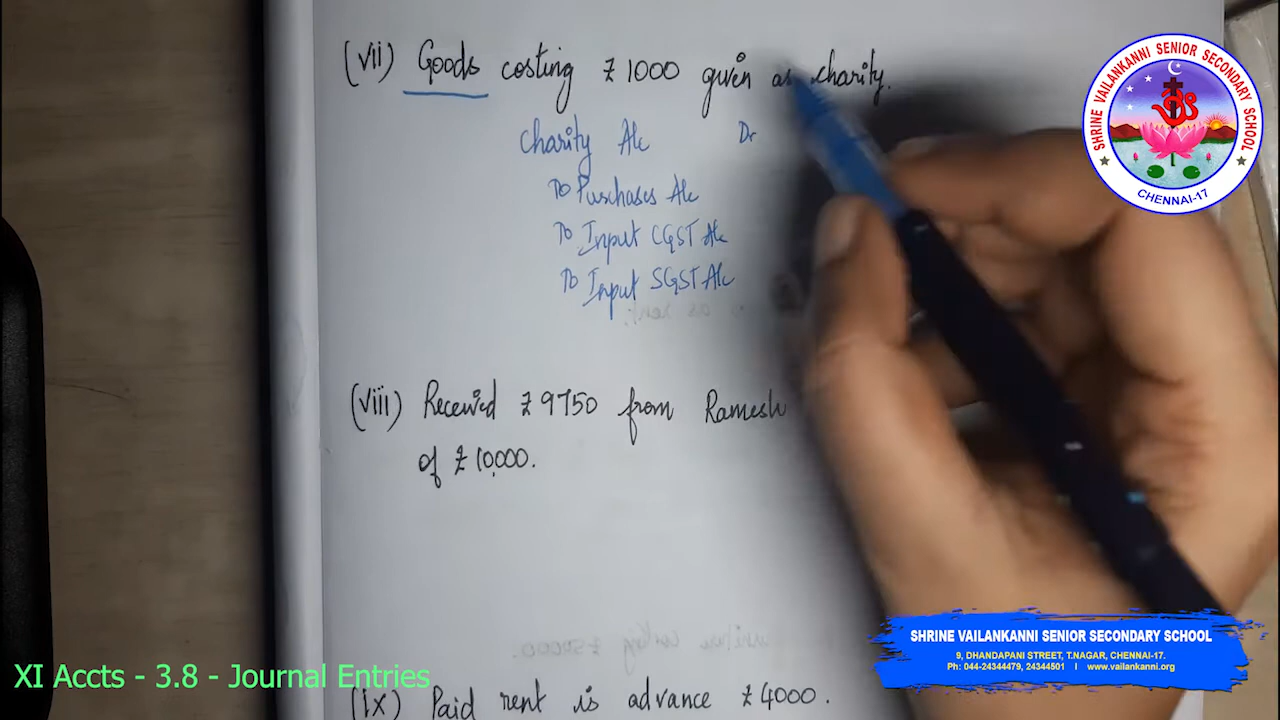 (vii) Goods costing ₹ 1000 given as charity.
Charity A/c Dr
To Purchases A/c
To Input CGST A/c
To Input SGST A/c
(viii) Received ₹ 9750 from Ramesh
of ₹ 10,000.
(ix) Paid rent is advance ₹ 4000.
SHRINE VAILANKANNI SENIOR SECONDARY SCHOOL
CHENNAI-17
SHRINE VAILANKANNI SENIOR SECONDARY SCHOOL
9, DHANDAPANI STREET, T.NAGAR, CHENNAI-17.
Ph: 044-24344479, 24344501 I www.vailankanni.org
XI Accts - 3.8 - Journal Entries